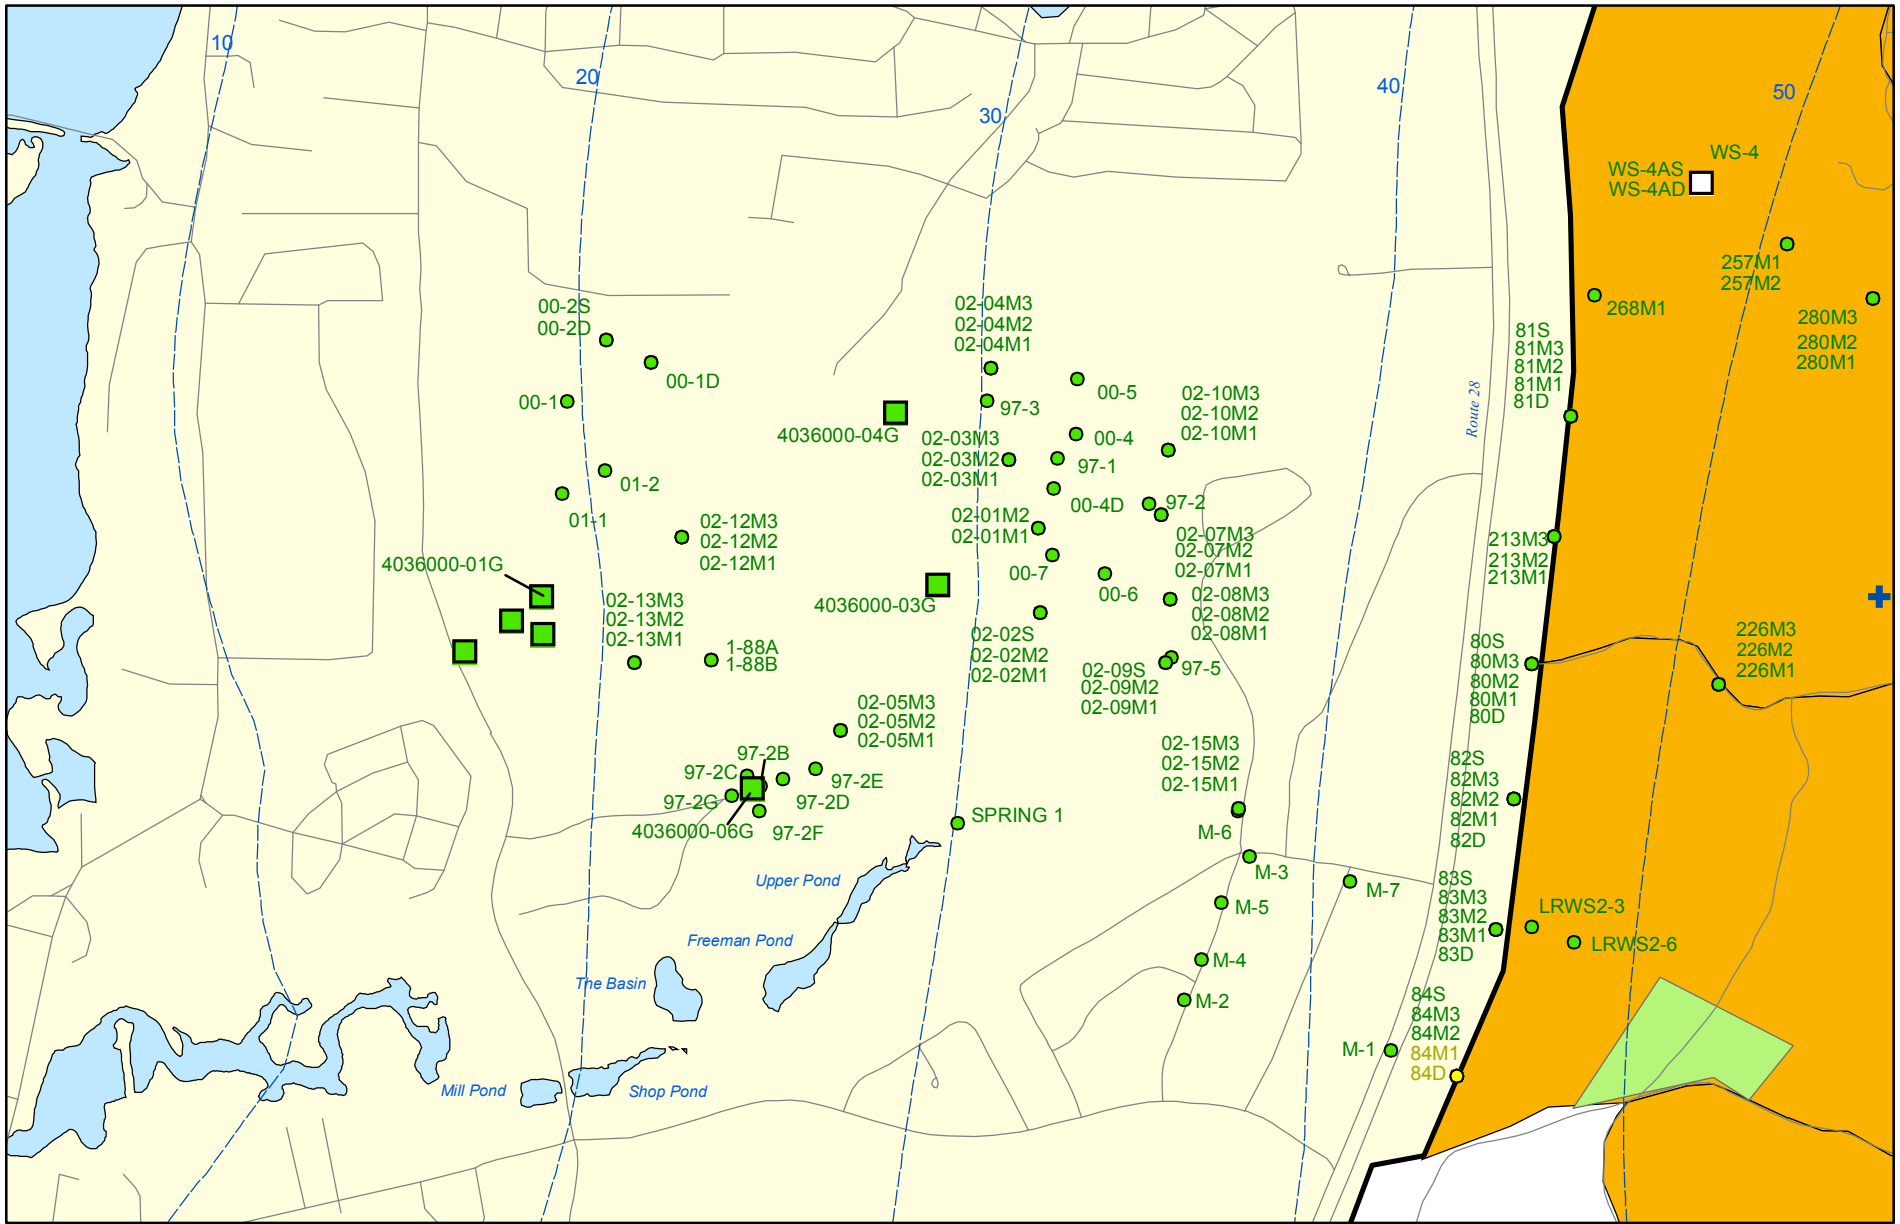 10
20
30
40
50
WS-4
WS-4AS
WS-4AD
257M1
257M2
268M1
280M3
280M2
280M1
00-2S
00-2D
00-1D
00-1
02-04M3
02-04M2
02-04M1
97-3
00-5
4036000-04G
02-03M3
02-03M2
02-03M1
00-4
97-1
02-10M3
02-10M2
02-10M1
Route 28
81S
81M3
81M2
81M1
81D
01-2
01-1
02-12M3
02-12M2
02-12M1
00-4D
97-2
02-01M2
02-01M1
02-07M3
02-07M2
02-07M1
213M3
213M2
213M1
4036000-01G
00-7
00-6
4036000-03G
02-13M3
02-13M2
02-13M1
02-08M3
02-08M2
02-08M1
1-88A
1-88B
02-02S
02-02M2
02-02M1
97-5
02-09S
02-09M2
02-09M1
80S
80M3
80M2
80M1
80D
226M3
226M2
226M1
02-05M3
02-05M2
02-05M1
97-2B
97-2C
97-2E
97-2G
97-2D
4036000-06G
97-2F
SPRING 1
02-15M3
02-15M2
02-15M1
82S
82M3
82M2
82M1
82D
M-6
M-3
M-7
M-5
M-4
M-2
M-1
Upper Pond
Freeman Pond
The Basin
Mill Pond
Shop Pond
83S
83M3
83M2
83M1
83D
LRWS2-3
LRWS2-6
84S
84M3
84M2
84M1
84D